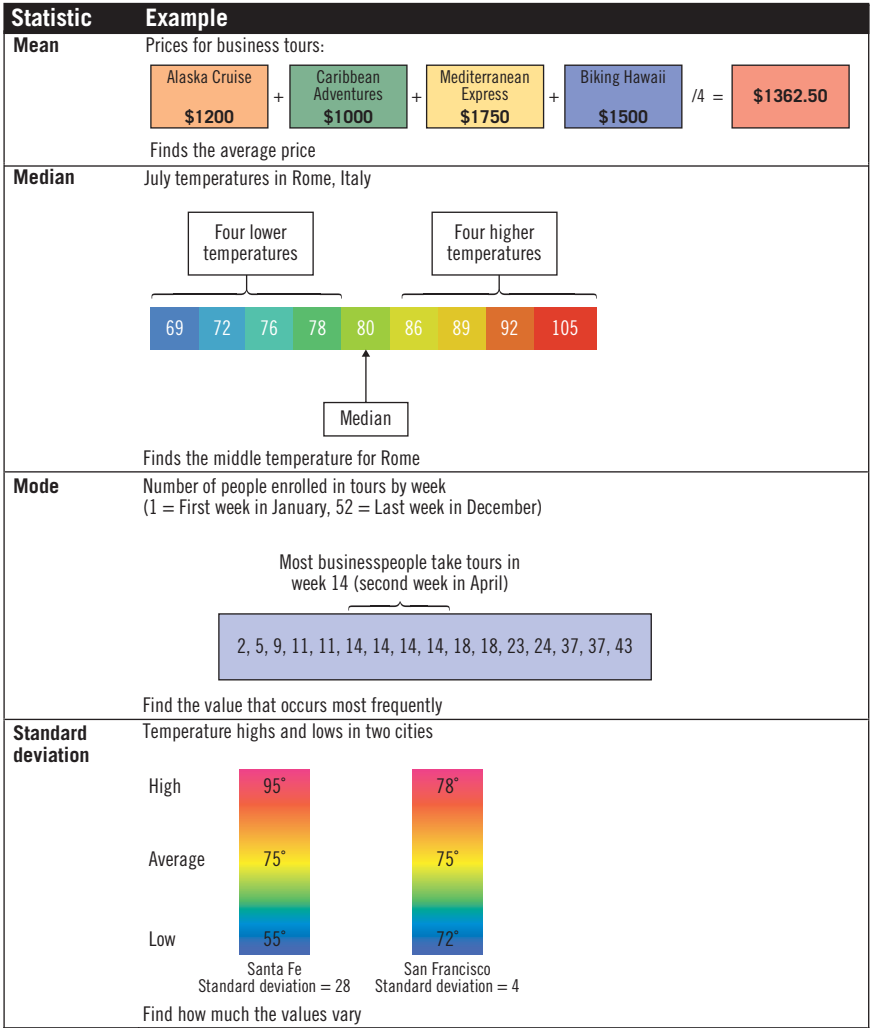 Statistic Example
Mean Prices for business tours:
Alaska Cruise
$1200
+
Caribbean
Adventures
$1000
+
Mediterranean
Express
$1750
+
Biking Hawaii
$1500
/4 =
$1362.50
Finds the average price
Median July temperatures in Rome, Italy
Four lower
temperatures
Four higher
temperatures
69 72 76 78 80 86 89 92 105
Median
Finds the middle temperature for Rome
Mode Number of people enrolled in tours by week
(1 = First week in January, 52 = Last week in December)
Most businesspeople take tours in
week 14 (second week in April)
2, 5, 9, 11, 11, 14, 14, 14, 14, 18, 18, 23, 24, 37, 37, 43
Find the value that occurs most frequently
Standard
deviation
Temperature highs and lows in two cities
High 95° 78°
Average 75° 75°
Low 55° 72°
Santa Fe
Standard deviation = 28
San Francisco
Standard deviation = 4
Find how much the values vary